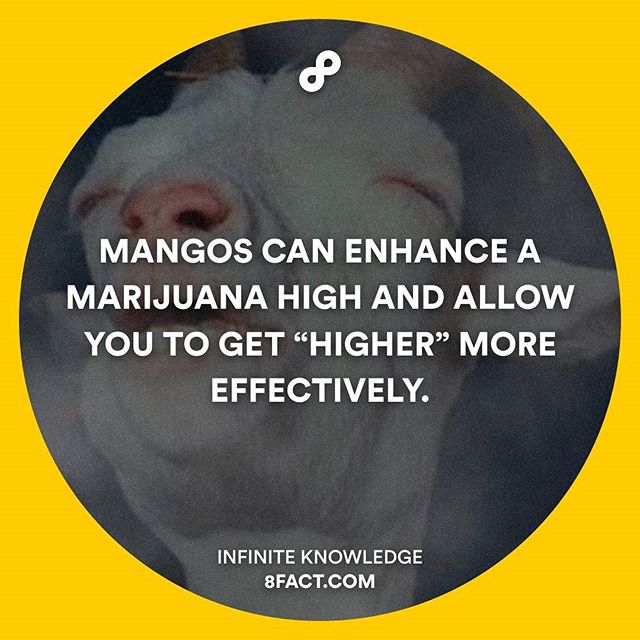 MANGOS CAN ENHANCE A
MARIJUANA HIGH AND ALLOW
YOU TO GET “HIGHER” MORE
EFFECTIVELY.
INFINITE KNOWLEDGE
8FACT.COM